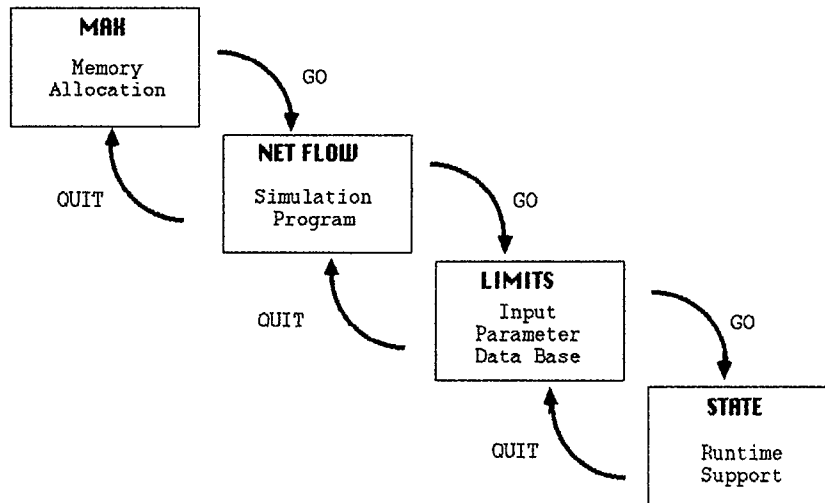 MAX
Memory
Allocation
GO
NET FLOW
Simulation
Program
QUIT
GO
LIMITS
Input
Parameter
Data Base
QUIT
GO
STATE
Runtime
Support
QUIT